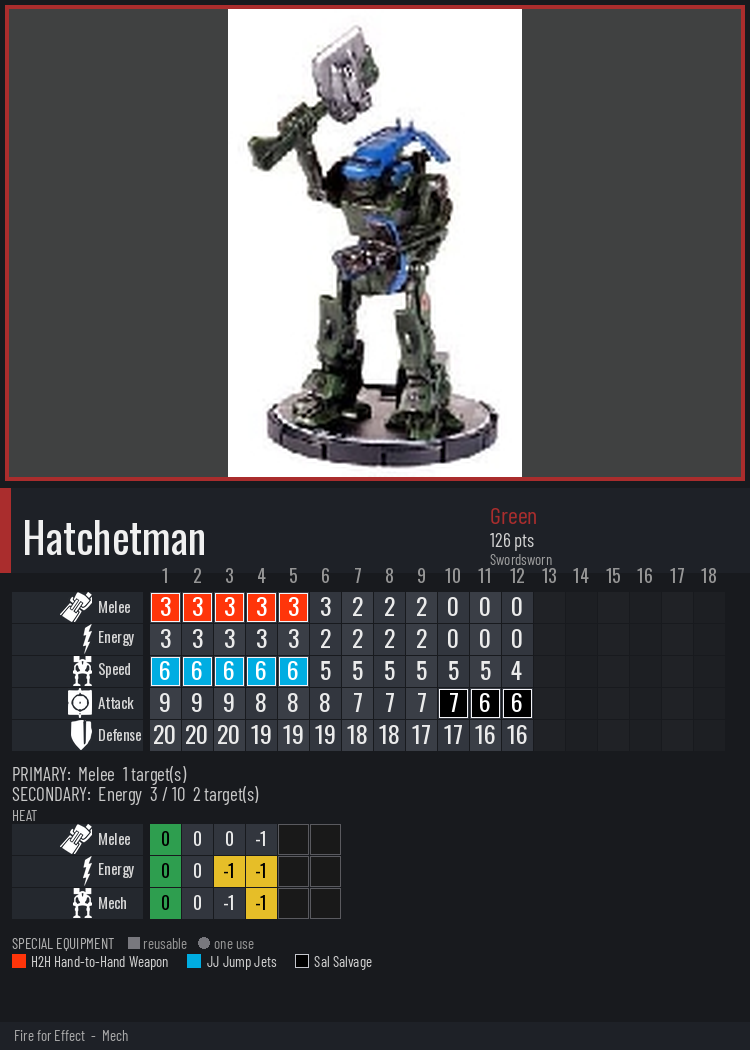 Hatchetman
Green
126 pts
Swordsworn
1 2 3 4 5 6 7 8 9 10 11 12 13 14 15 16 17 18
Melee 3 3 3 3 3 3 2 2 2 0 0 0
Energy 3 3 3 3 3 2 2 2 2 0 0 0
Speed 6 6 6 6 6 5 5 5 5 5 5 4
Attack 9 9 9 8 8 8 7 7 7 7 6 6
Defense 20 20 20 19 19 19 18 18 17 17 16 16
PRIMARY: Melee 1 target(s)
SECONDARY: Energy 3 / 10 2 target(s)
HEAT
Melee 0 0 0 -1
Energy 0 0 -1 -1
Mech 0 0 -1 -1
SPECIAL EQUIPMENT reusable one use
H2H Hand-to-Hand Weapon JJ Jump Jets Sal Salvage
Fire for Effect - Mech